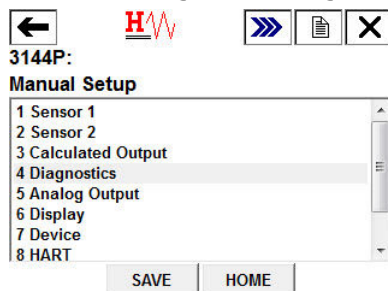 H
3144P:
Manual Setup
1 Sensor 1
2 Sensor 2
3 Calculated Output
4 Diagnostics
5 Analog Output
6 Display
7 Device
8 HART
SAVE HOME